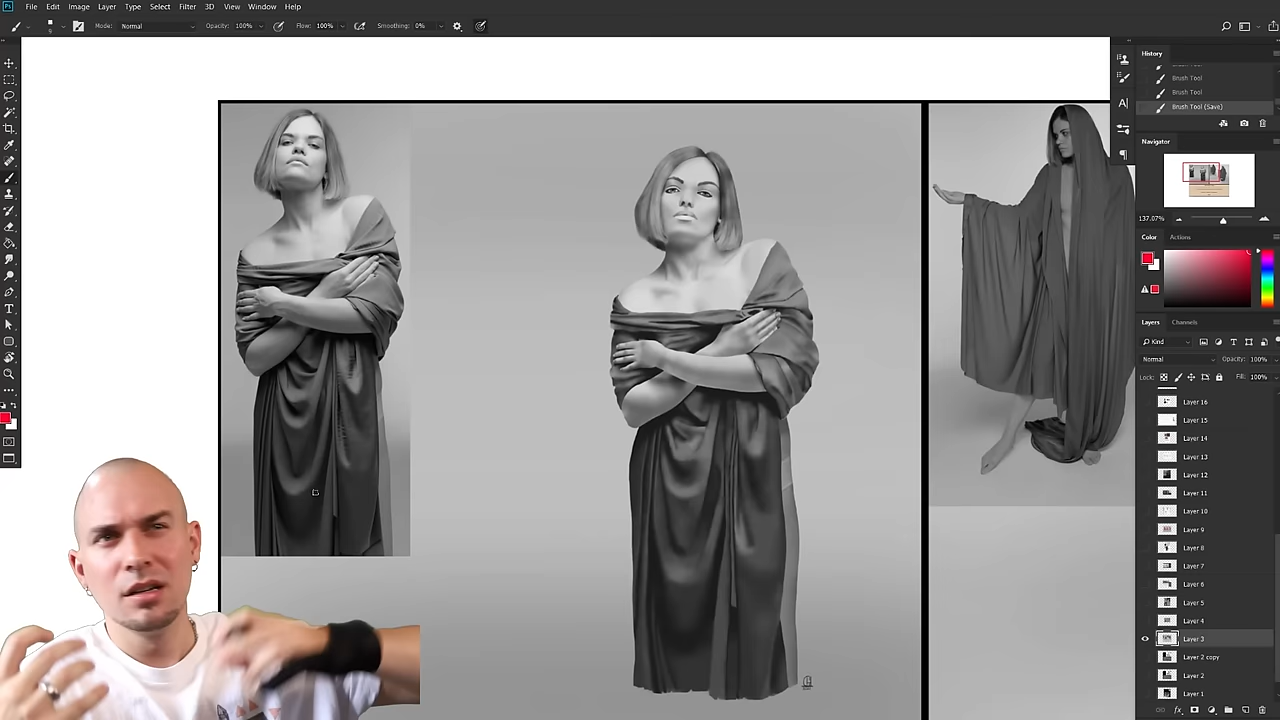 Ps File Edit Image Layer Type Select Filter 3D View Window Help
Mode: Normal Opacity: 100% Flow: 100% Smoothing: 0%
History
Brush Tool
Brush Tool
Brush Tool (Save)
Navigator
137.07%
Color Actions
Layers Channels
Kind
Normal Opacity: 100%
Lock: Fill: 100%
Layer 16
Layer 15
Layer 14
Layer 13
Layer 12
Layer 11
Layer 10
Layer 9
Layer 8
Layer 7
Layer 6
Layer 5
Layer 4
Layer 3
Layer 2 copy
Layer 2
Layer 1